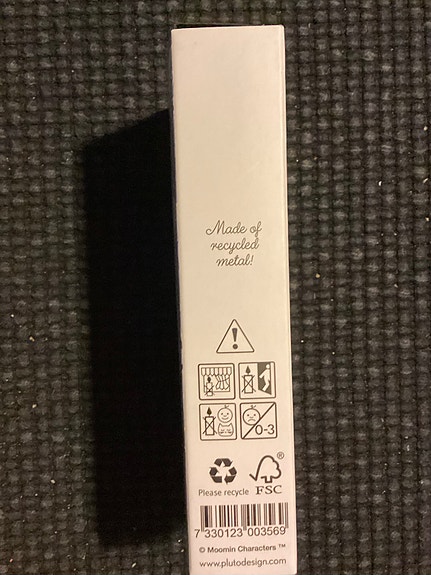 Made of
recycled
metal!
0-3
®
Please recycle FSC
7 330123 003569
© Moomin Characters ™
www.plutodesign.com